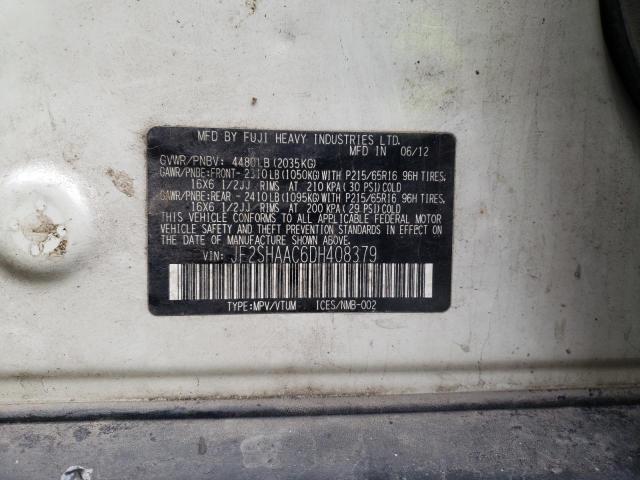 MFD BY FUJI HEAVY INDUSTRIES LTD.
MFD IN 06/12
GVWR/PNBV: 4480LB(2035KG)
GAWR/PNBE:FRONT- 2310LB(1050KG)WITH P215/65R16 96H TIRES,
16X6 1/2JJ RIMS AT 210 KPA(30 PSI)COLD
GAWR/PNBE:REAR - 2410LB(1095KG)WITH P215/65R16 96H TIRES,
16X6 1/2JJ RIMS AT 200 KPA(29 PSI)COLD
THIS VEHICLE CONFORMS TO ALL APPLICABLE FEDERAL MOTOR
VEHICLE SAFETY STANDARDS IN EFFECT ON THE DATE OF
MANUFACTURE SHOWN ABOVE.
VIN: JF2SHAAC6DH408379
TYPE:MPV/VTUM ICES/NMB-002